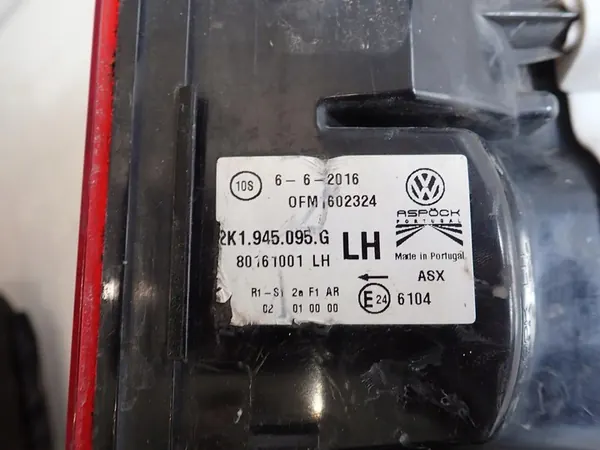 10S 6-6-2016
OFM 602324
2K1.945.095.G
80161001 LH
LH
R1-S1 2a F1 AR
02 01 00 00
VW
ASPÖCK
PORTUGAL
Made in Portugal
ASX
E24 6104